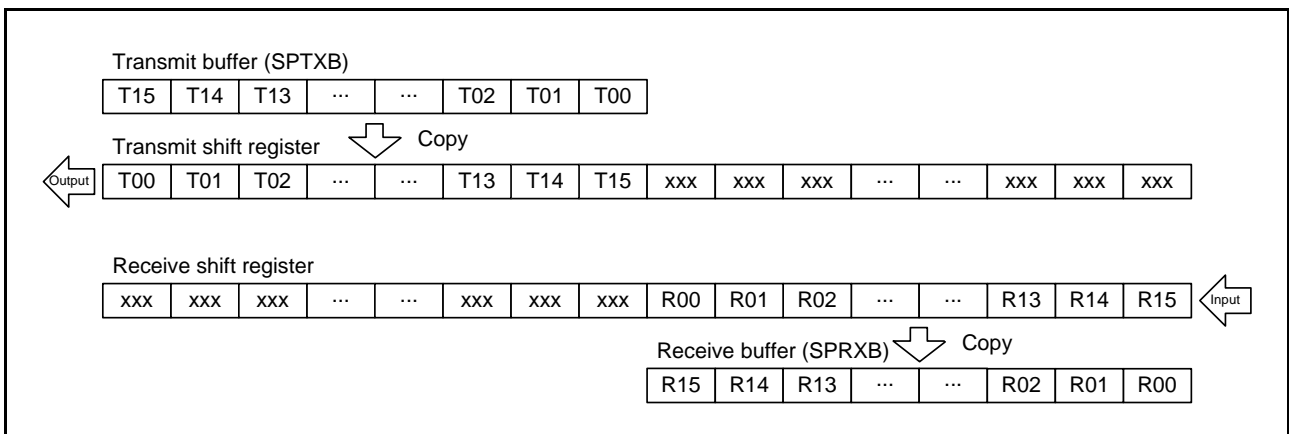 Transmit buffer (SPTXB)
T15 T14 T13 ... ... T02 T01 T00
Copy
Transmit shift register
Output T00 T01 T02 ... ... T13 T14 T15 xxx xxx xxx ... ... xxx xxx xxx
Receive shift register
xxx xxx xxx ... ... xxx xxx xxx R00 R01 R02 ... ... R13 R14 R15 Input
Copy
Receive buffer (SPRXB)
R15 R14 R13 ... ... R02 R01 R00